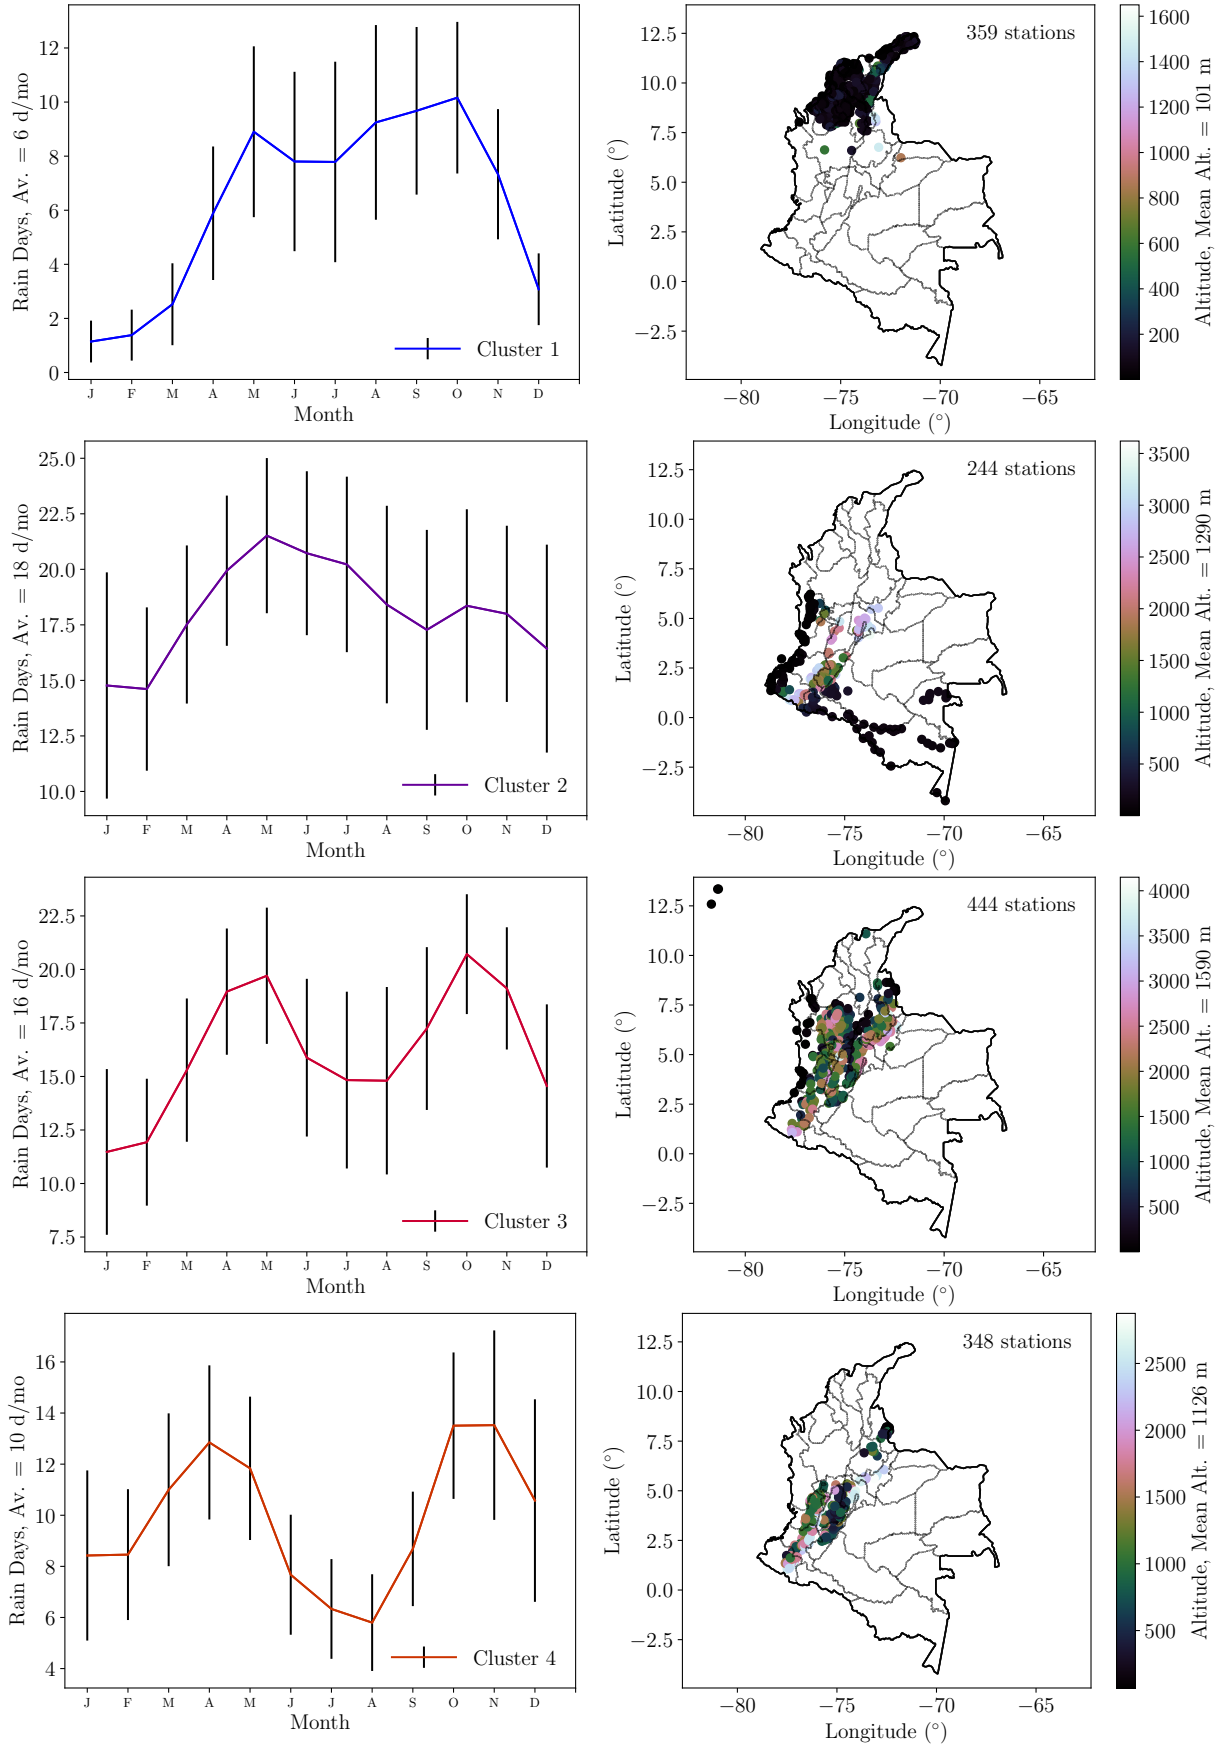 Rain Days, Av. = 6 d/mo
12
10
8
6
4
2
0
J F M A M J J A S O N D
Month
Cluster 1
359 stations
Latitude (°)
12.5
10.0
7.5
5.0
2.5
0.0
−2.5
−80 −75 −70 −65
Longitude (°)
1600
1400
1200
1000
800
600
400
200
Altitude, Mean Alt. = 101 m
Rain Days, Av. = 18 d/mo
25.0
22.5
20.0
17.5
15.0
12.5
10.0
J F M A M J J A S O N D
Month
Cluster 2
244 stations
Latitude (°)
12.5
10.0
7.5
5.0
2.5
0.0
−2.5
−80 −75 −70 −65
Longitude (°)
3500
3000
2500
2000
1500
1000
500
Altitude, Mean Alt. = 1290 m
Rain Days, Av. = 16 d/mo
22.5
20.0
17.5
15.0
12.5
10.0
7.5
J F M A M J J A S O N D
Month
Cluster 3
444 stations
Latitude (°)
12.5
10.0
7.5
5.0
2.5
0.0
−2.5
−80 −75 −70 −65
Longitude (°)
4000
3500
3000
2500
2000
1500
1000
500
Altitude, Mean Alt. = 1590 m
Rain Days, Av. = 10 d/mo
16
14
12
10
8
6
4
J F M A M J J A S O N D
Month
Cluster 4
348 stations
Latitude (°)
12.5
10.0
7.5
5.0
2.5
0.0
−2.5
−80 −75 −70 −65
Longitude (°)
2500
2000
1500
1000
500
Altitude, Mean Alt. = 1126 m